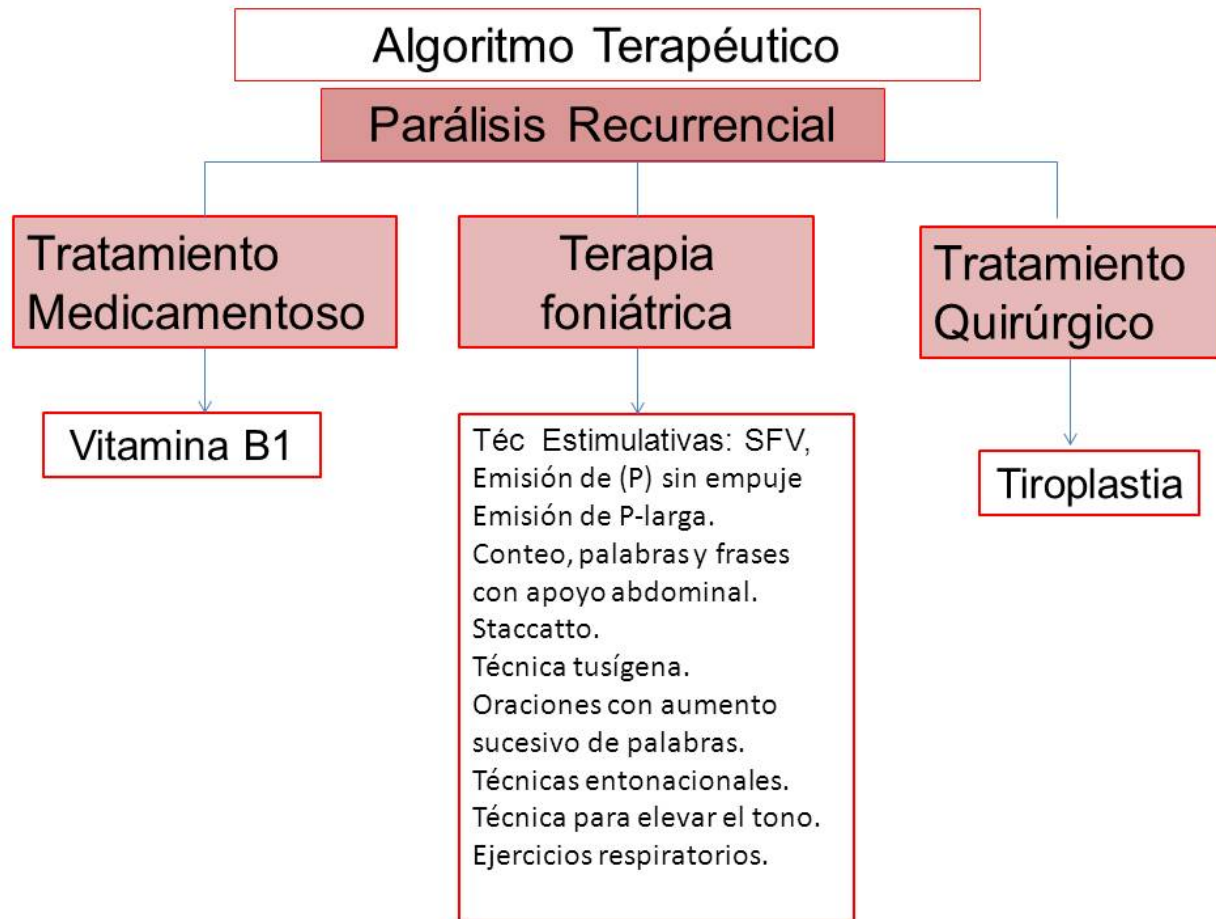 Algoritmo Terapéutico
Parálisis Recurrencial
Tratamiento
Medicamentoso
Vitamina B1
Terapia
foniátrica
Téc Estimulativas: SFV,
Emisión de (P) sin empuje
Emisión de P-larga.
Conteo, palabras y frases
con apoyo abdominal.
Staccatto.
Técnica tusígena.
Oraciones con aumento
sucesivo de palabras.
Técnicas entonacionales.
Técnica para elevar el tono.
Ejercicios respiratorios.
Tratamiento
Quirúrgico
Tiroplastia